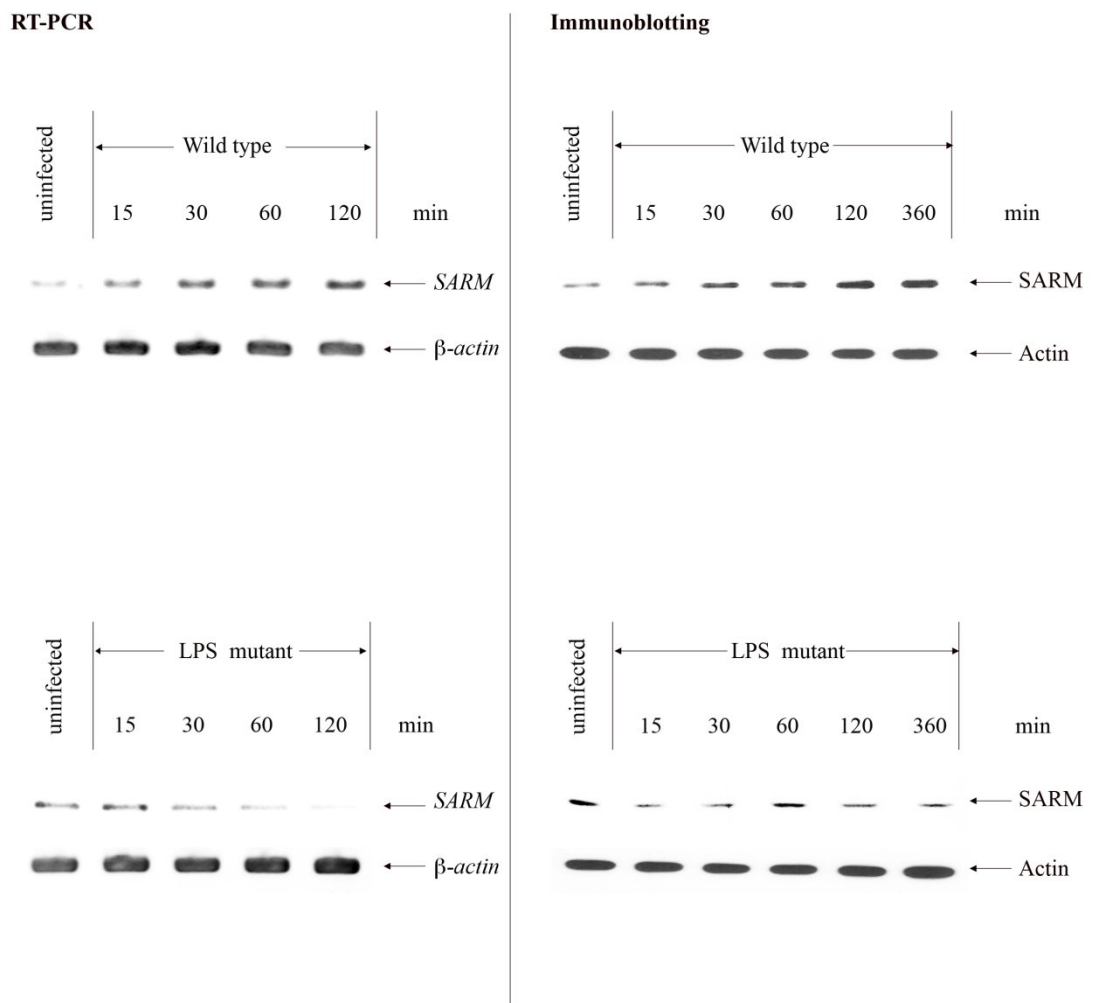 RT-PCR
uninfected
Wild type
15 30 60 120 min
SARM
β-actin
Immunoblotting
uninfected
Wild type
15 30 60 120 360 min
SARM
Actin
uninfected
LPS mutant
15 30 60 120 min
SARM
β-actin
uninfected
LPS mutant
15 30 60 120 360 min
SARM
Actin